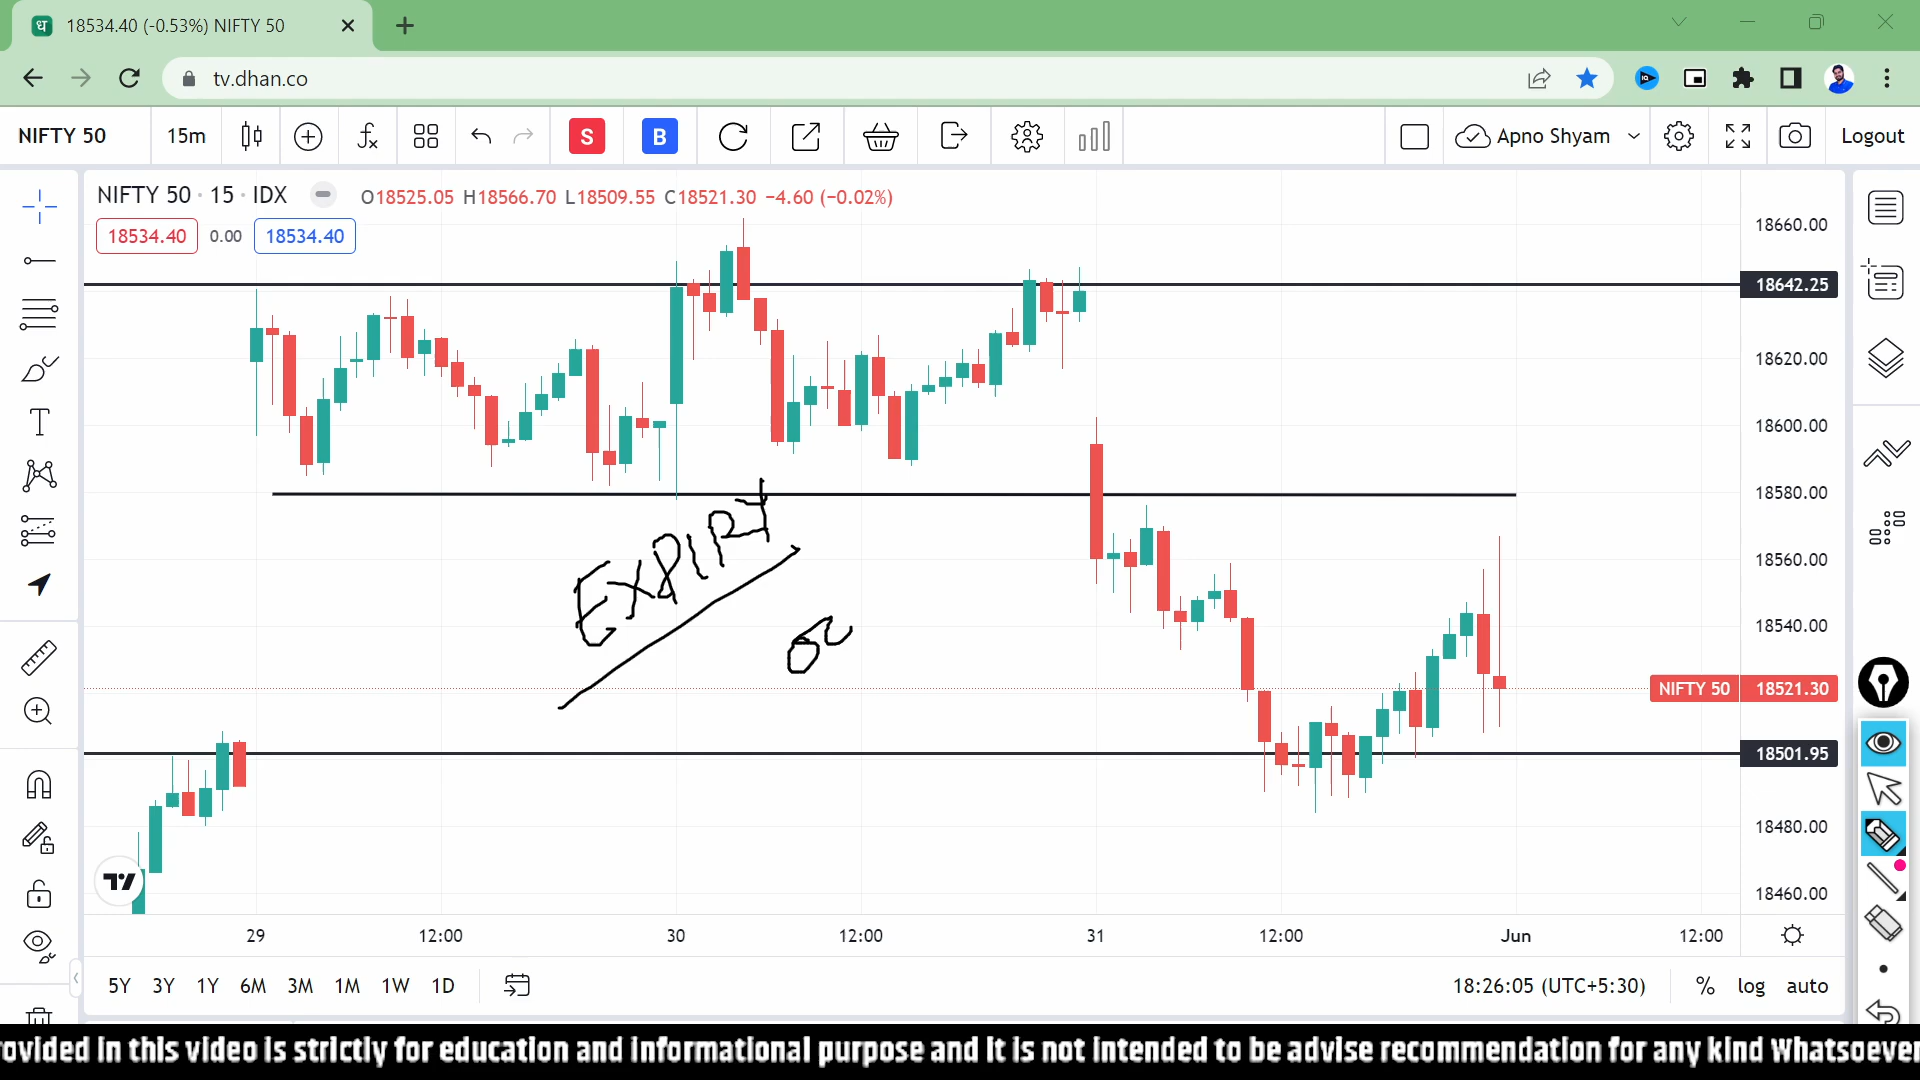 ध 18534.40 (-0.53%) NIFTY 50
tv.dhan.co
NIFTY 50 15m fx S B Apno Shyam Logout
NIFTY 50 · 15 · IDX O18525.05 H18566.70 L18509.55 C18521.30 −4.60 (−0.02%)
18534.40 0.00 18534.40
18660.00
18642.25
18620.00
18600.00
18580.00
18560.00
18540.00
NIFTY 50 18521.30
18501.95
18480.00
18460.00
EXPIRY
29 12:00 30 12:00 31 12:00 Jun 12:00
5Y 3Y 1Y 6M 3M 1M 1W 1D 18:26:05 (UTC+5:30) % log auto
ovided in this video is strictly for education and informational purpose and it is not intended to be advise recommendation for any kind Whatsoever